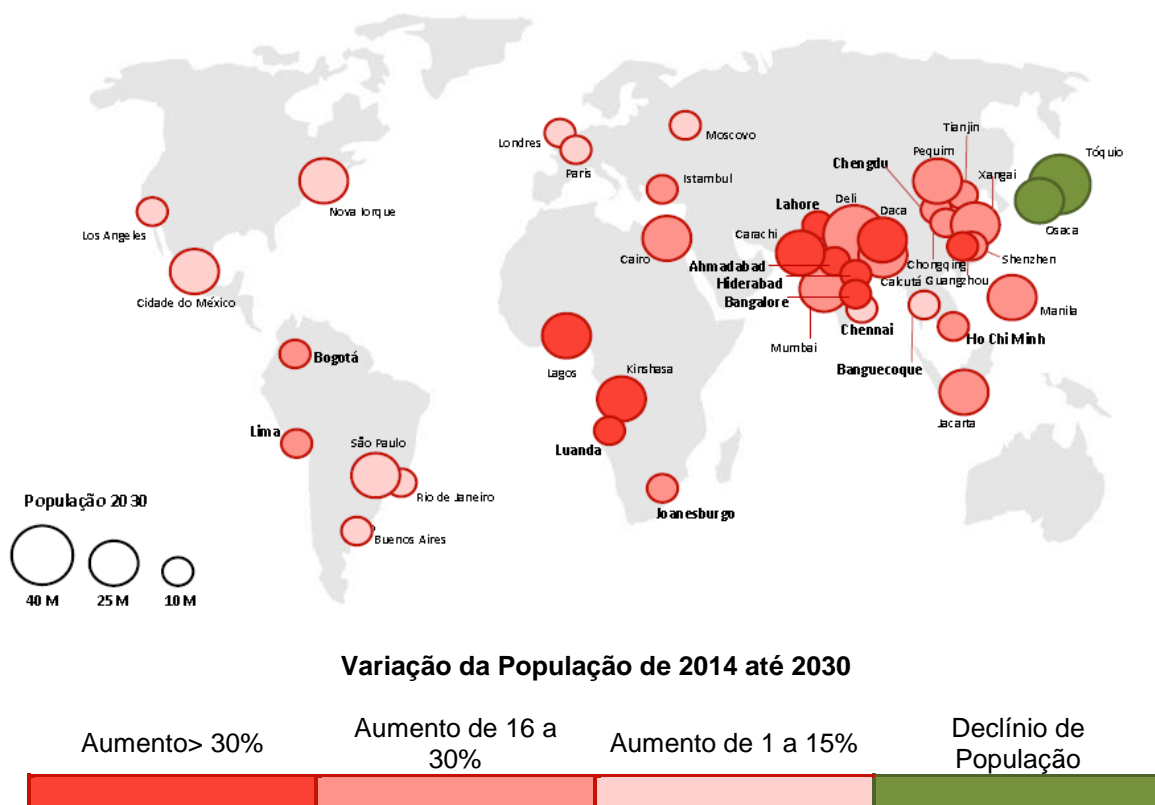 Tianjin
Londres
Moscovo
Pequim
Tóquio
Paris
Chengdu
Xangai
Istambul
Lahore
Deli
Daca
Nova Iorque
Los Angeles
Carachi
Osaca
Cairo
Ahmadabad
Chongqing
Shenzhen
Hiderabad
Calcutá
Guangzhou
Cidade do México
Bangalore
Manila
Chennai
Ho Chi Minh
Mumbai
Bogotá
Banguecoque
Lagos
Kinshasa
Jacarta
Lima
São Paulo
Luanda
Rio de Janeiro
População 2030
Joanesburgo
Buenos Aires
40 M
25 M
10 M
Variação da População de 2014 até 2030
Aumento> 30%
Aumento de 16 a
30%
Aumento de 1 a 15%
Declínio de
População